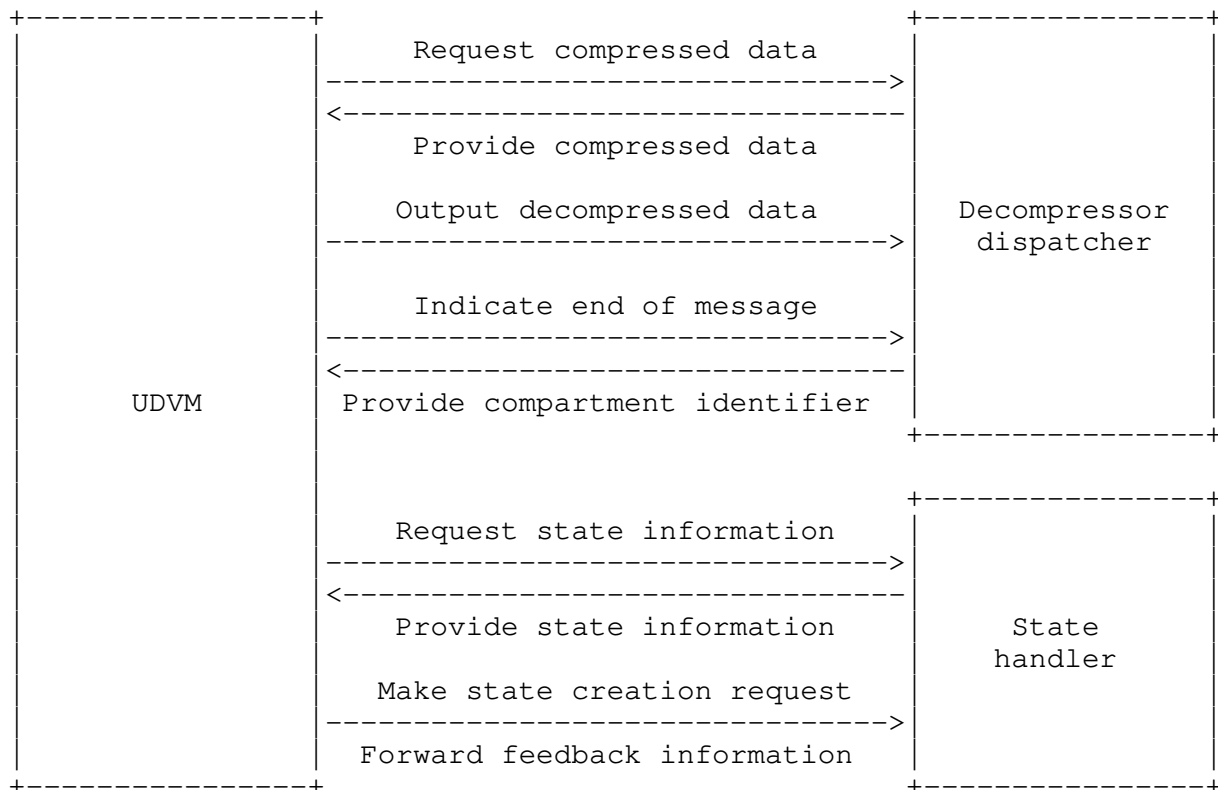 Request compressed data
Provide compressed data
Output decompressed data
Decompressor
dispatcher
Indicate end of message
UDVM
Provide compartment identifier
Request state information
Provide state information
State
handler
Make state creation request
Forward feedback information